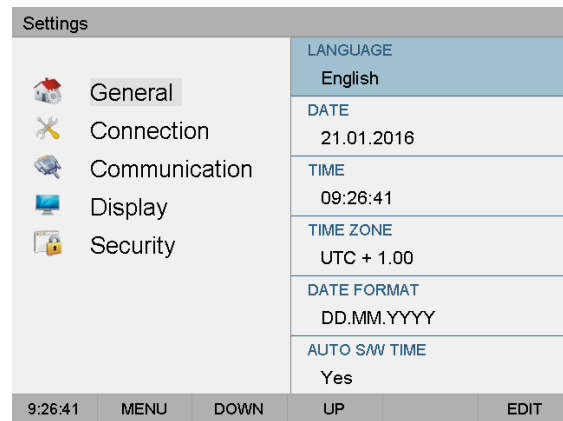 Settings
General
Connection
Communication
Display
Security
LANGUAGE
English
DATE
21.01.2016
TIME
09:26:41
TIME ZONE
UTC + 1.00
DATE FORMAT
DD.MM.YYYY
AUTO S/W TIME
Yes
9:26:41 MENU DOWN UP EDIT